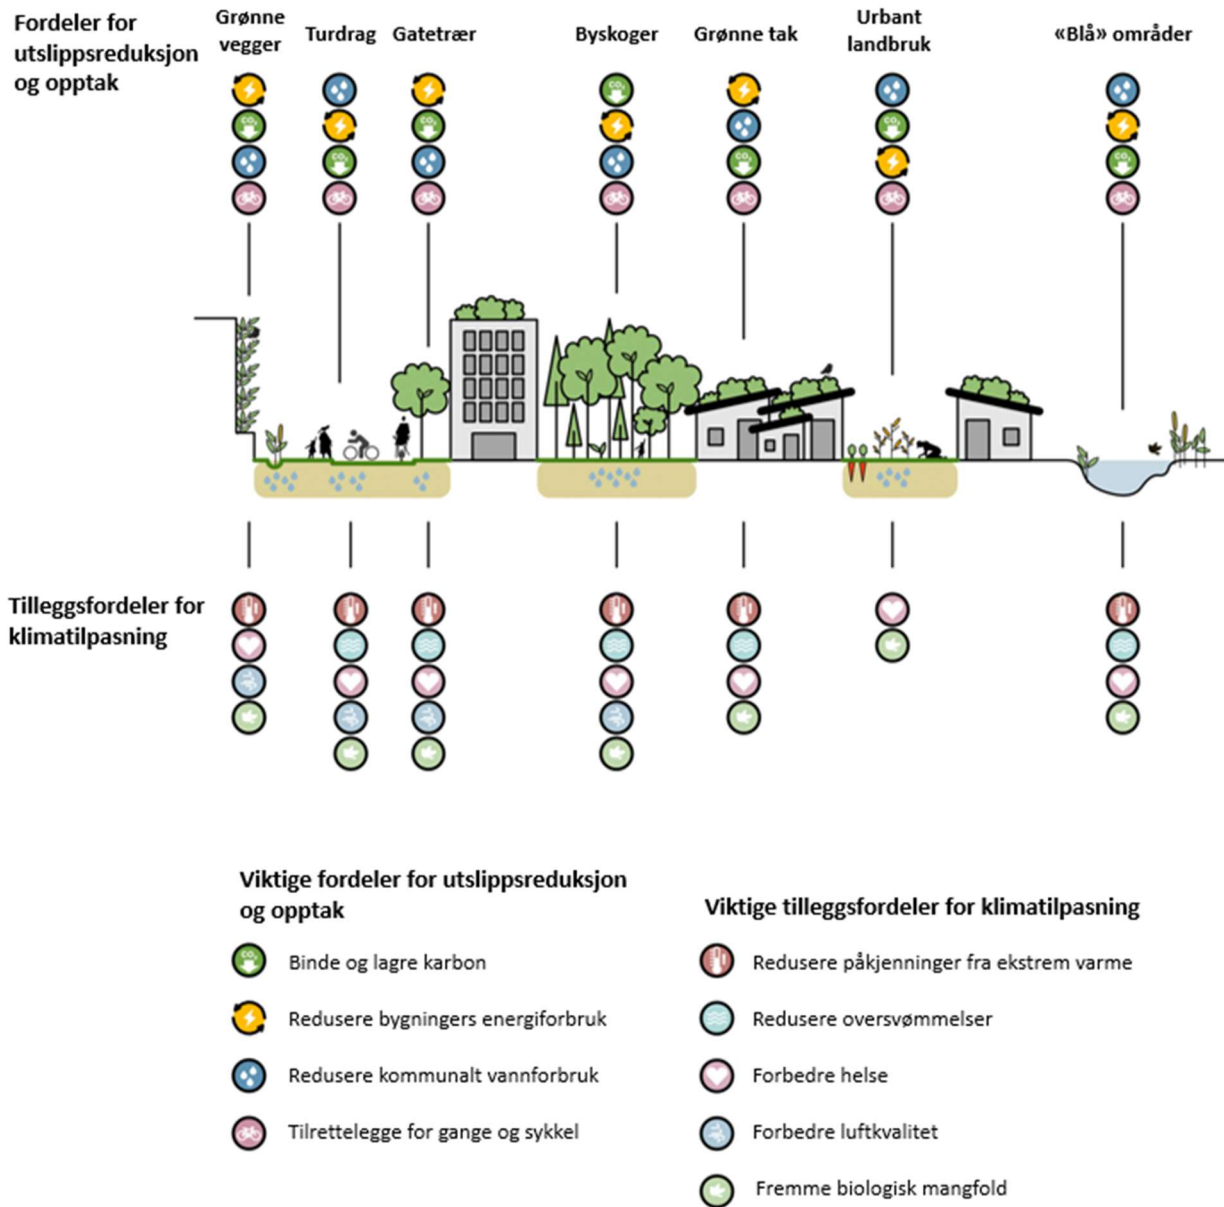 Fordeler for
utslippsreduksjon
og opptak
Grønne
vegger
Turdrag
Gatetrær
Byskoger
Grønne tak
Urbant
landbruk
«Blå» områder
Tilleggsfordeler for
klimatilpasning
Viktige fordeler for utslippsreduksjon
og opptak
CO₂ Binde og lagre karbon
Redusere bygningers energiforbruk
Redusere kommunalt vannforbruk
Tilrettelegge for gange og sykkel
Viktige tilleggsfordeler for klimatilpasning
Redusere påkjenninger fra ekstrem varme
Redusere oversvømmelser
Forbedre helse
Forbedre luftkvalitet
Fremme biologisk mangfold